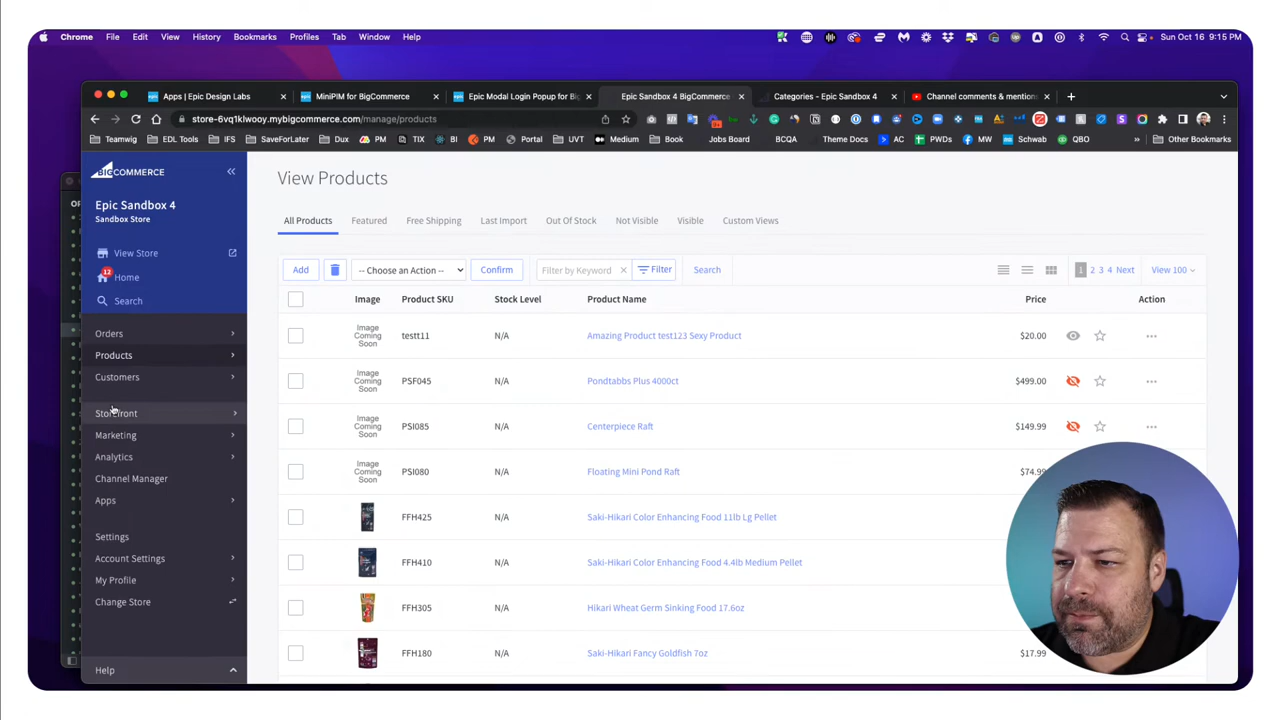 Chrome File Edit View History Bookmarks Profiles Tab Window Help
Sun Oct 16 9:15 PM
Apps | Epic Design Labs
MiniPIM for BigCommerce
Epic Modal Login Popup for Bi
Epic Sandbox 4 BigCommerce
Categories - Epic Sandbox 4
Channel comments & mention
store-6vq1klwooy.mybigcommerce.com/manage/products
Teamwig EDL Tools IFS SaveForLater Dux PM TIX BI PM Portal UVT Medium Book Jobs Board BCQA Theme Docs AC PWDs MW Schwab QBO » Other Bookmarks
BIGCOMMERCE
Epic Sandbox 4
Sandbox Store
View Store
12
Home
Search
Orders
Products
Customers
Storefront
Marketing
Analytics
Channel Manager
Apps
Settings
Account Settings
My Profile
Change Store
Help
View Products
All Products Featured Free Shipping Last Import Out Of Stock Not Visible Visible Custom Views
Add -- Choose an Action -- Confirm Filter by Keyword Filter Search 1 2 3 4 Next View 100
Image Product SKU Stock Level Product Name Price Action
Image Coming Soon testt11 N/A Amazing Product test123 Sexy Product $20.00
Image Coming Soon PSF045 N/A Pondtabbs Plus 4000ct $499.00
Image Coming Soon PSI085 N/A Centerpiece Raft $149.99
Image Coming Soon PSI080 N/A Floating Mini Pond Raft $74.99
FFH425 N/A Saki-Hikari Color Enhancing Food 11lb Lg Pellet
FFH410 N/A Saki-Hikari Color Enhancing Food 4.4lb Medium Pellet
FFH305 N/A Hikari Wheat Germ Sinking Food 17.6oz
FFH180 N/A Saki-Hikari Fancy Goldfish 7oz